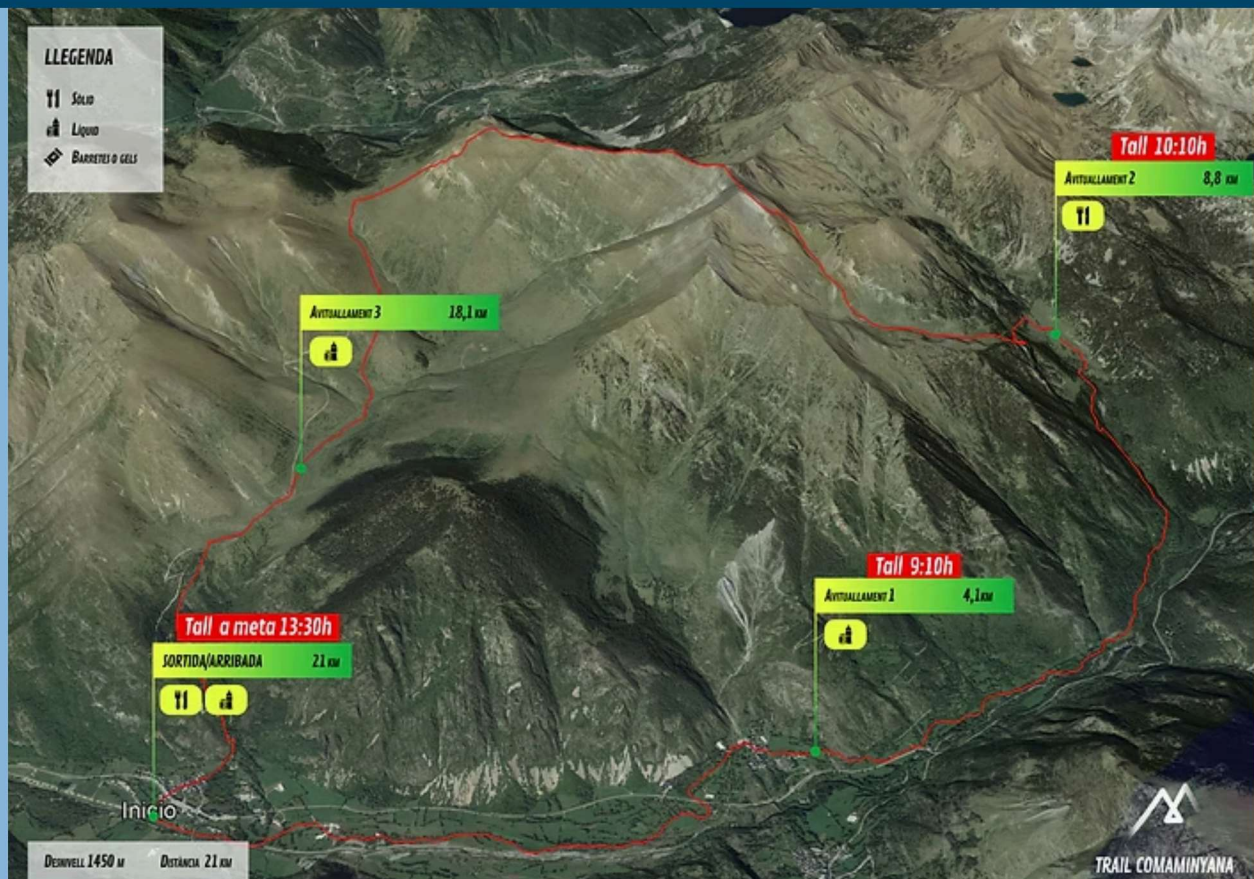 LLEGENDA
SÒLID
LÍQUID
BARRETES O GELS
Tall 10:10h
AVITUALLAMENT 2 8,8 KM
AVITUALLAMENT 3 18,1 KM
Tall 9:10h
AVITUALLAMENT 1 4,1 KM
Tall a meta 13:30h
SORTIDA/ARRIBADA 21 KM
Inicio
DESNIVELL 1450 M DISTÀNCIA 21 KM
TRAIL COMAMINYANA